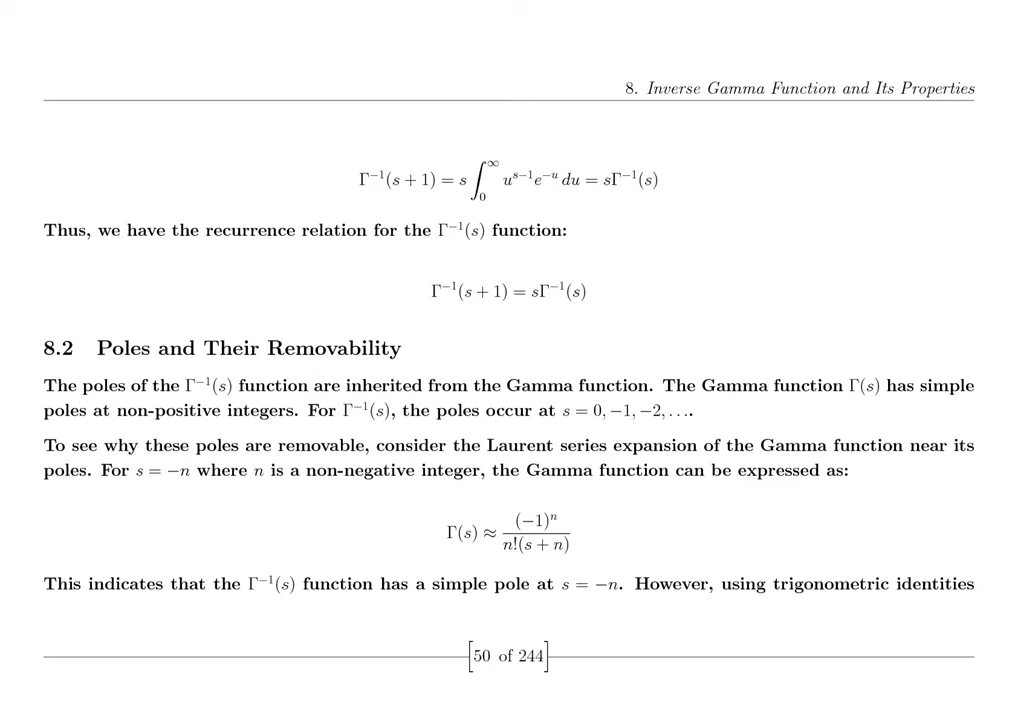 8. Inverse Gamma Function and Its Properties
Γ⁻¹(s + 1) = s ∫₀^∞ uˢ⁻¹e⁻ᵘ du = sΓ⁻¹(s)
Thus, we have the recurrence relation for the Γ⁻¹(s) function:
Γ⁻¹(s + 1) = sΓ⁻¹(s)
8.2 Poles and Their Removability
The poles of the Γ⁻¹(s) function are inherited from the Gamma function. The Gamma function Γ(s) has simple
poles at non-positive integers. For Γ⁻¹(s), the poles occur at s = 0, −1, −2, . . ..
To see why these poles are removable, consider the Laurent series expansion of the Gamma function near its
poles. For s = −n where n is a non-negative integer, the Gamma function can be expressed as:
Γ(s) ≈ (−1)ⁿ / n!(s + n)
This indicates that the Γ⁻¹(s) function has a simple pole at s = −n. However, using trigonometric identities
[50 of 244]